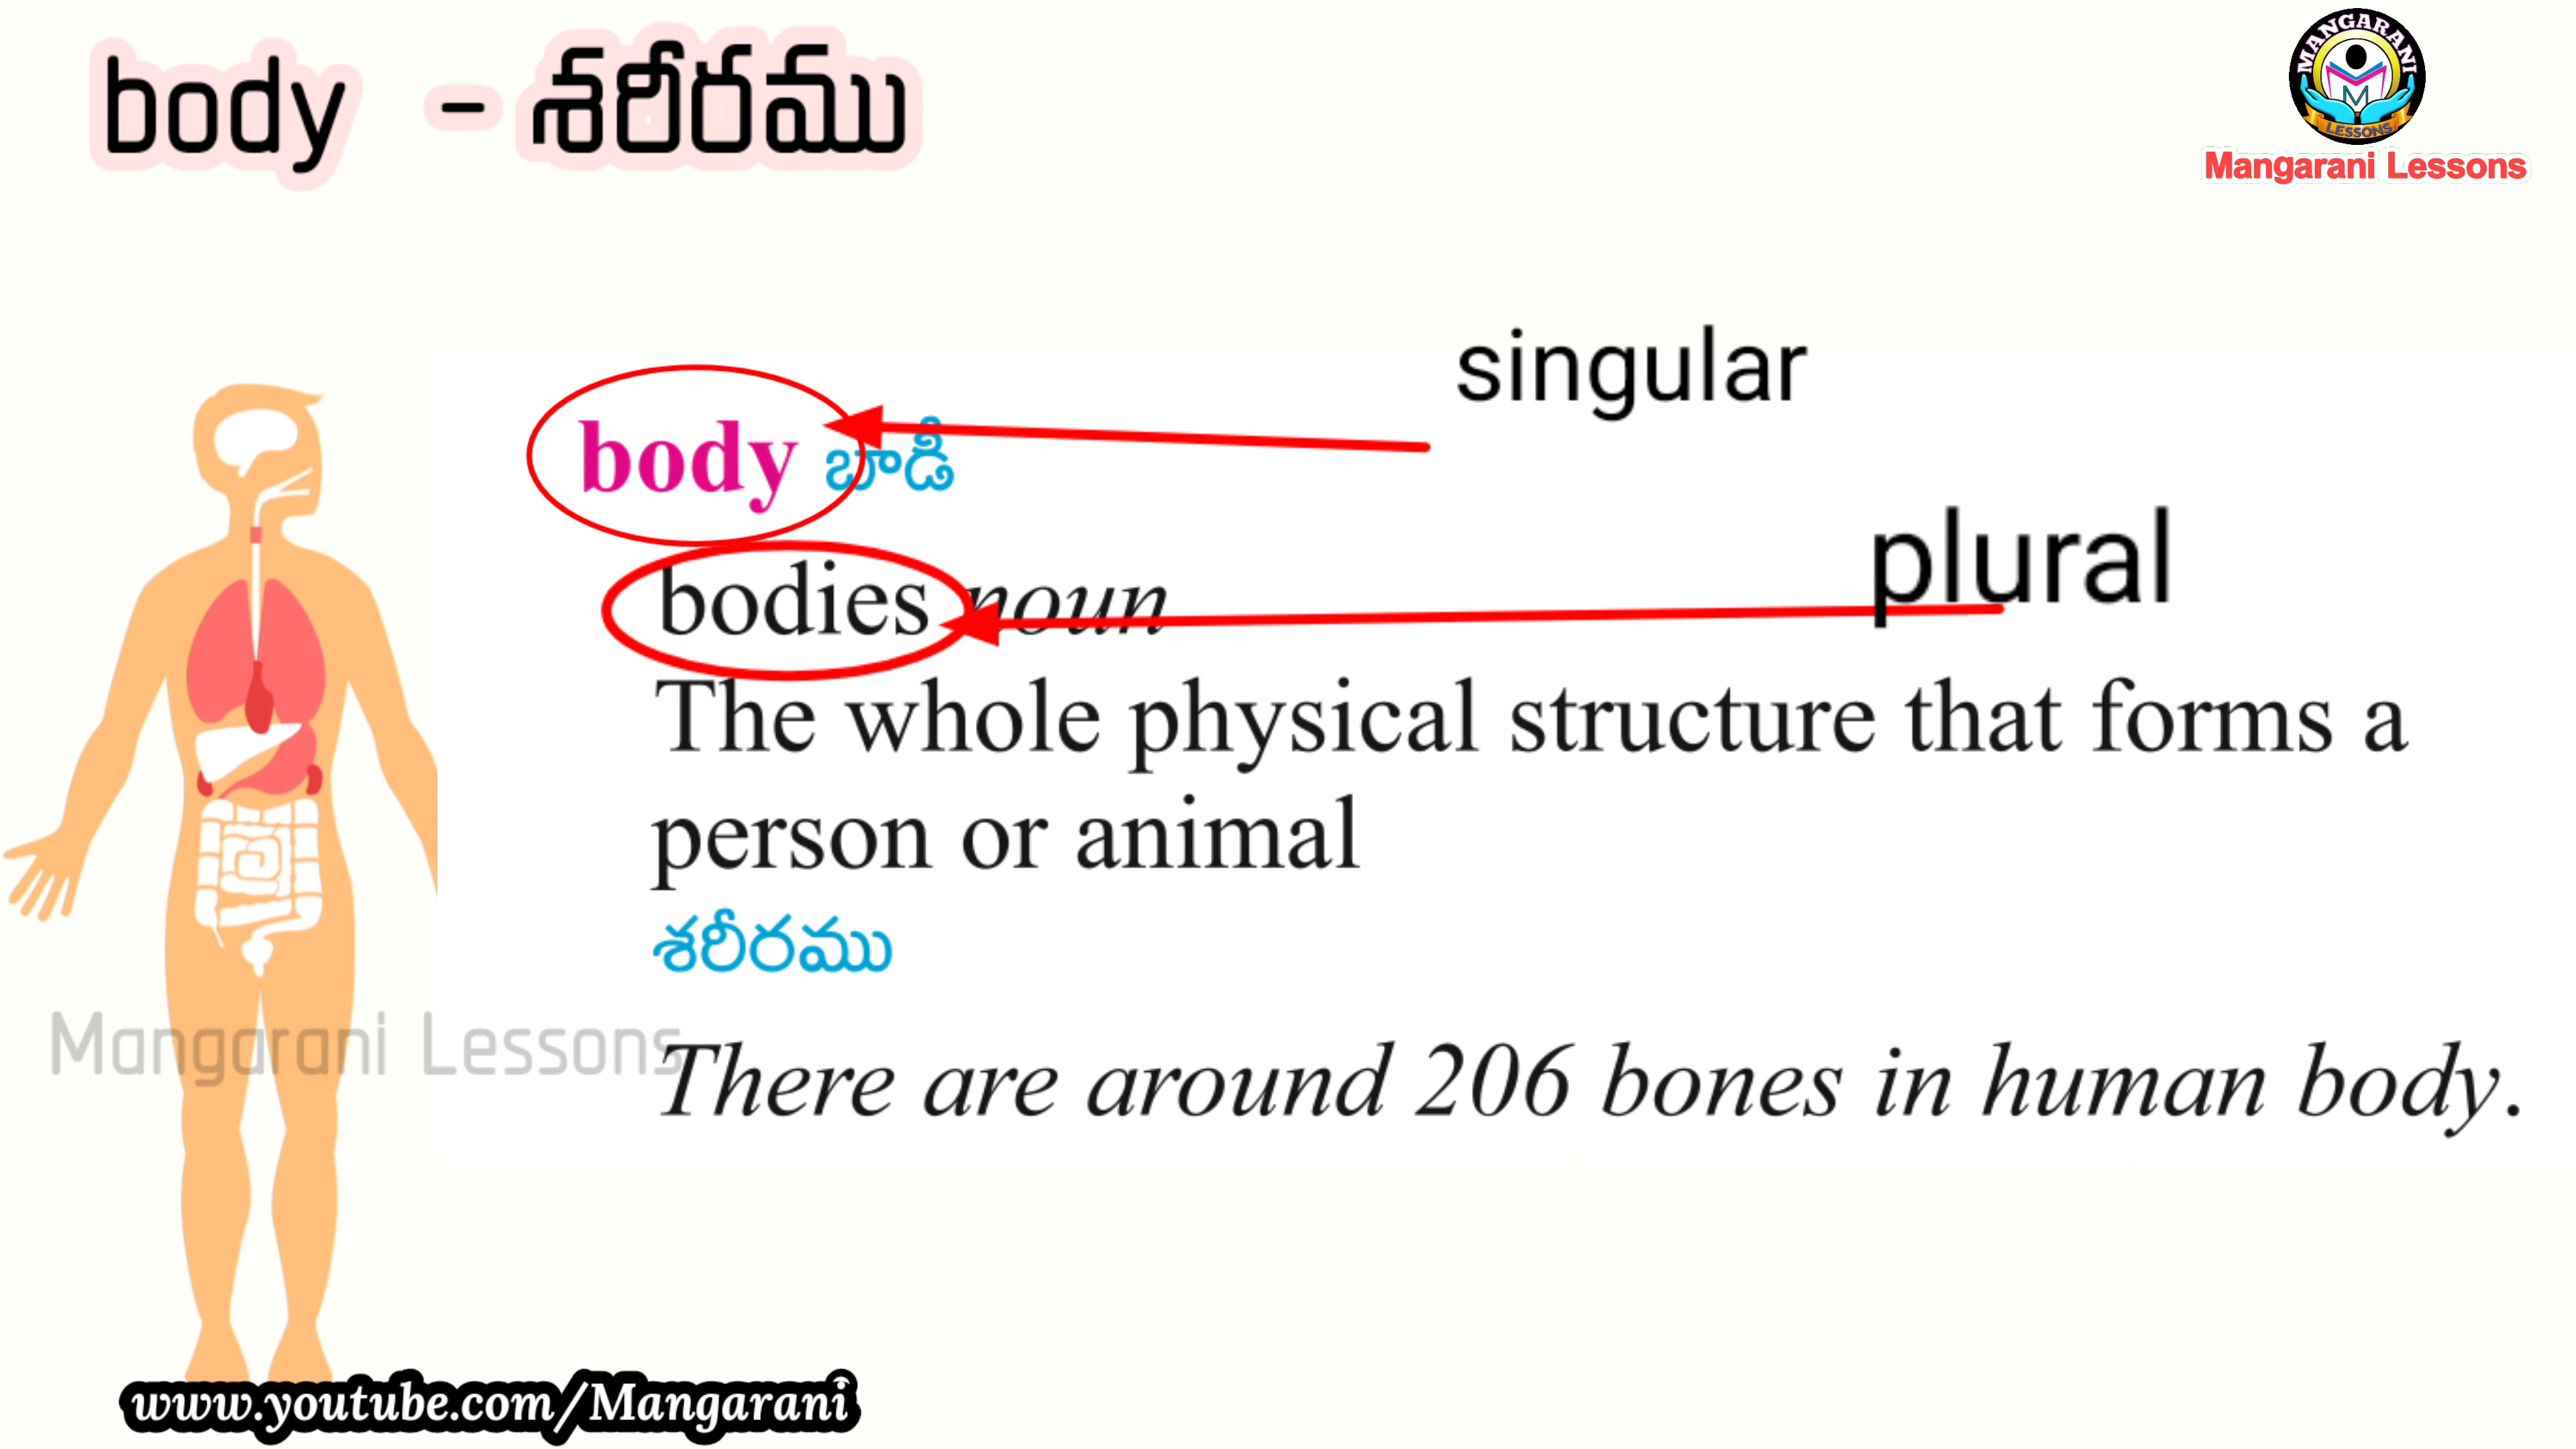 body - శరీరము
MANGARANI
M
LESSONS
Mangarani Lessons
singular
body బాడీ
plural
bodies noun
The whole physical structure that forms a
person or animal
శరీరము
Mangarani Lessons
There are around 206 bones in human body.
www.youtube.com/Mangarani